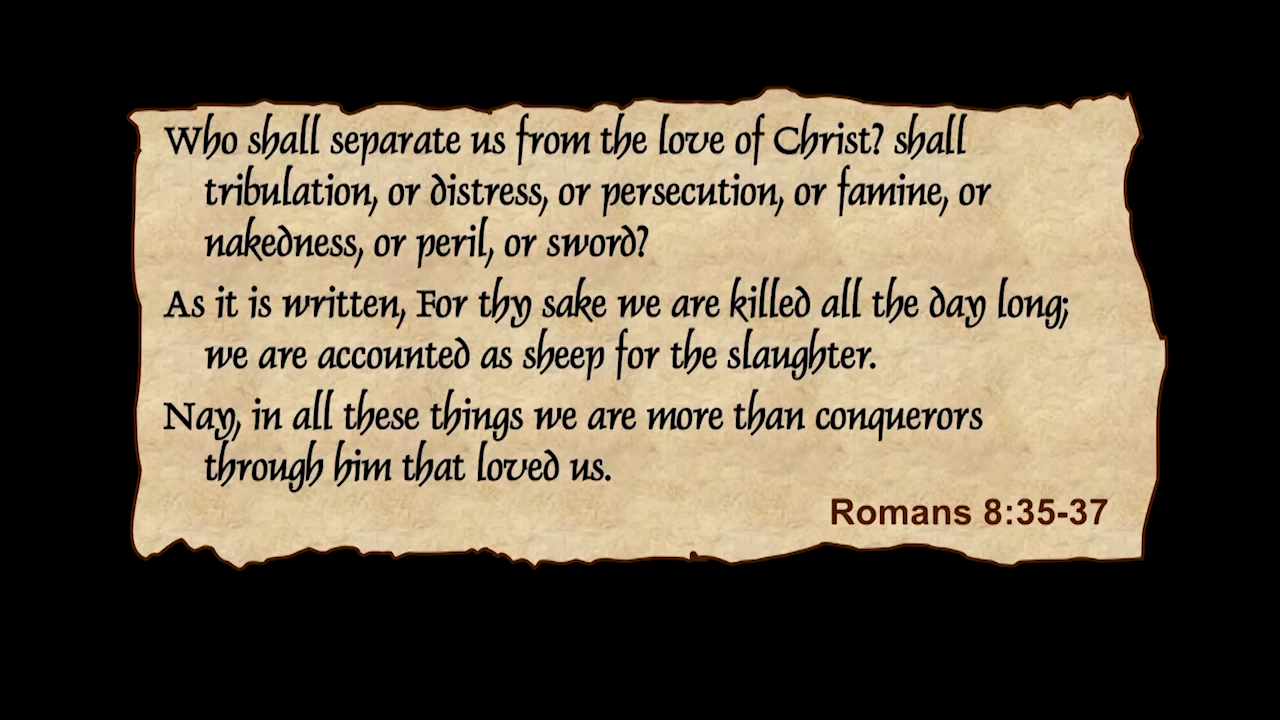 Who shall separate us from the love of Christ? shall
tribulation, or distress, or persecution, or famine, or
nakedness, or peril, or sword?
As it is written, For thy sake we are killed all the day long;
we are accounted as sheep for the slaughter.
Nay, in all these things we are more than conquerors
through him that loved us.
Romans 8:35-37